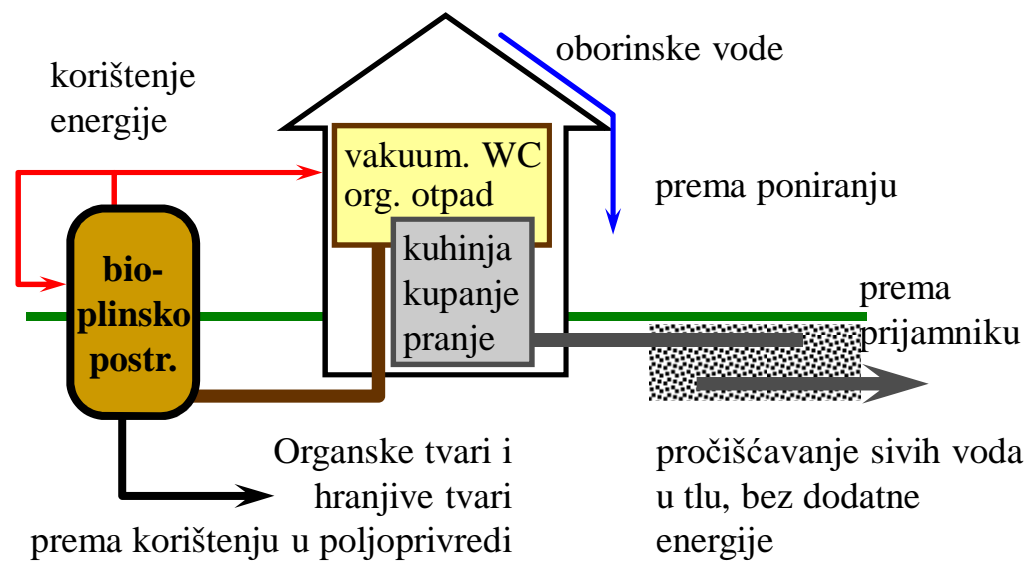 korištenje
energije
oborinske vode
vakuum. WC
org. otpad
prema poniranju
kuhinja
kupanje
pranje
bio-
plinsko
postr.
prema
prijamniku
Organske tvari i
hranjive tvari
prema korištenju u poljoprivredi
pročišćavanje sivih voda
u tlu, bez dodatne
energije